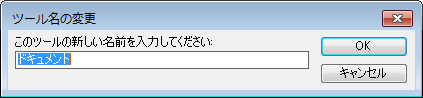 ツール名の変更
このツールの新しい名前を入力してください:
ドキュメント
OK
キャンセル